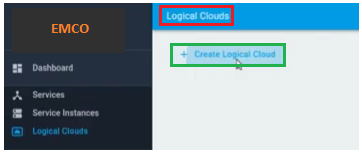 EMCO
Dashboard
Services
Service Instances
Logical Clouds
Logical Clouds
+ Create Logical Cloud